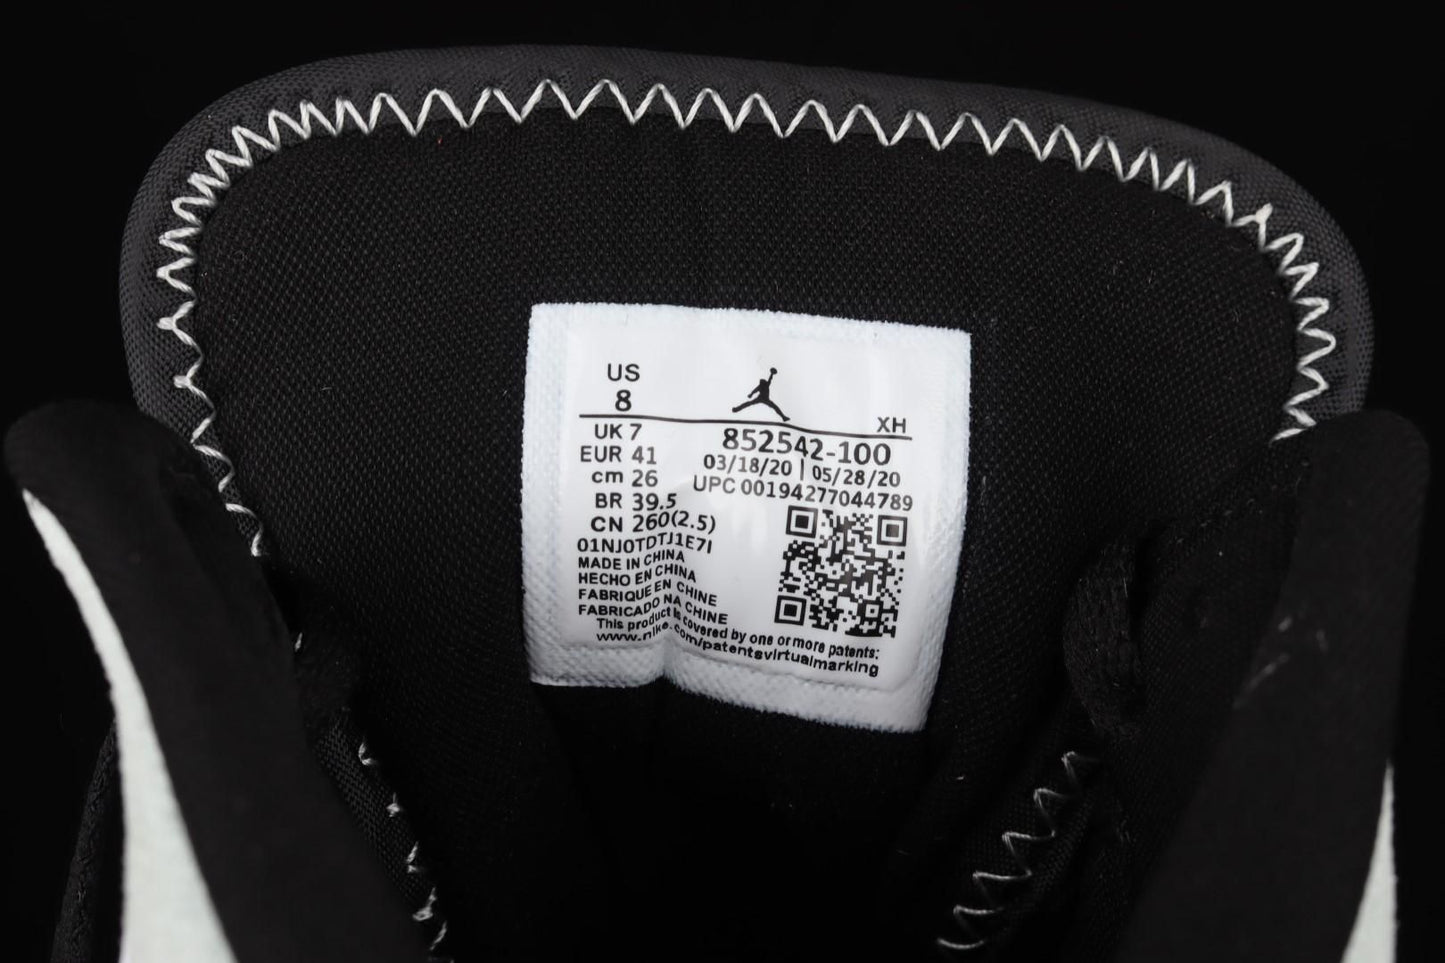 US
8
XH
UK 7
852542-100
EUR 41
03/18/20 | 05/28/20
cm 26
UPC 00194277044789
BR 39.5
CN 260(2.5)
01NJ0TDTJ1E7I
MADE IN CHINA
HECHO EN CHINA
FABRIQUE EN CHINE
FABRICADO NA CHINE
This product is covered by one or more patents:
www.nike.com/patentsvirtualmarking